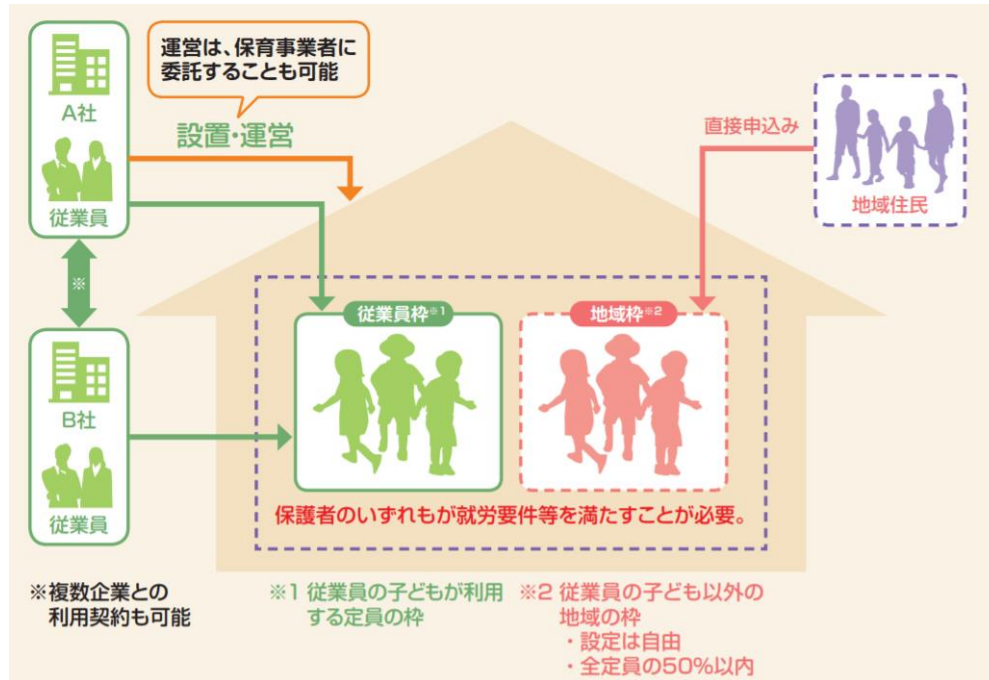 運営は、保育事業者に
委託することも可能
A社
設置・運営
従業員
直接申込み
地域住民
※
従業員枠※1
地域枠※2
B社
従業員
保護者のいずれもが就労要件等を満たすことが必要。
※複数企業との
利用契約も可能
※1 従業員の子どもが利用
する定員の枠
※2 従業員の子ども以外の
地域の枠
・設定は自由
・全定員の50%以内